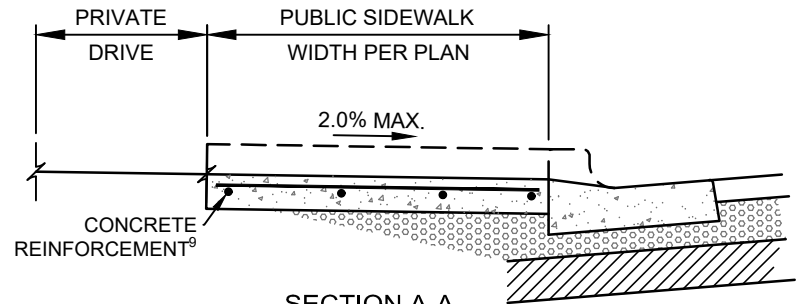 PRIVATE
DRIVE
PUBLIC SIDEWALK
WIDTH PER PLAN
2.0% MAX.
CONCRETE
REINFORCEMENT⁹
SECTION A-A